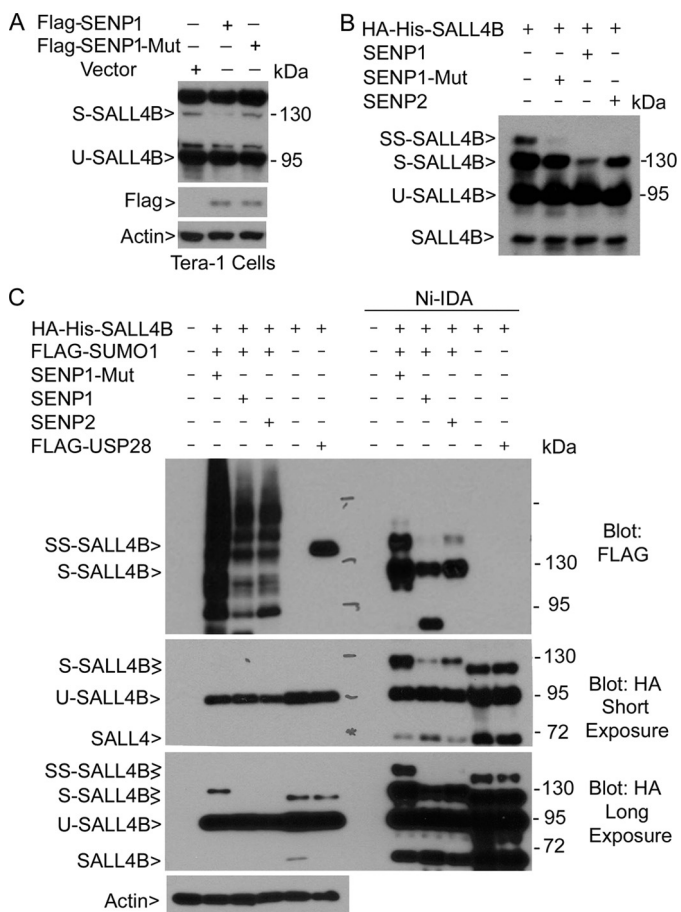 A
Flag-SENP1 – + –
Flag-SENP1-Mut – – +
Vector + – – kDa
S-SALL4B> -130
U-SALL4B> - 95
Flag>
Actin>
Tera-1 Cells
B
HA-His-SALL4B + + + +
SENP1 - - + -
SENP1-Mut - + - -
SENP2 - - - + kDa
SS-SALL4B>
S-SALL4B> -130
U-SALL4B> -95
SALL4B>
C
Ni-IDA
HA-His-SALL4B – + + + + + – + + + + +
FLAG-SUMO1 – + + + – – – + + + – –
SENP1-Mut – + – – – – – + – – – –
SENP1 – – + – – – – – + – – –
SENP2 – – – + – – – – – + – –
FLAG-USP28 – – – – – + – – – – – + kDa
-
SS-SALL4B>
S-SALL4B> - 130
- 95
Blot:
FLAG
S-SALL4B> - 130
U-SALL4B> - 95
SALL4> - 72
Blot: HA
Short
Exposure
SS-SALL4B>
S-SALL4B> - 130
U-SALL4B> - 95
SALL4B> - 72
Blot: HA
Long
Exposure
Actin>